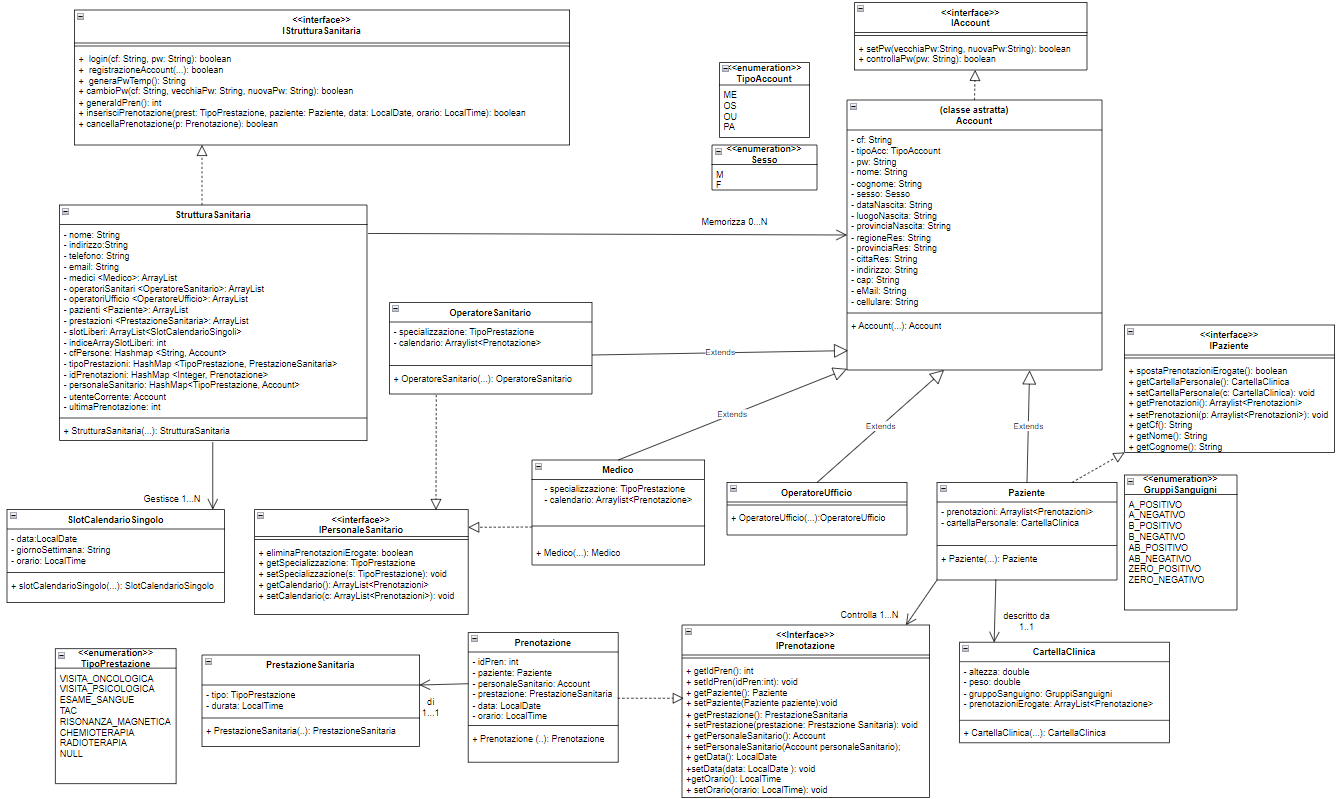 <<interface>>
IStrutturaSanitaria
+ login(cf: String, pw: String): boolean
+ registrazioneAccount(...): boolean
+ generaPwTemp(): String
+ cambioPw(cf: String, vecchiaPw: String, nuovaPw: String): boolean
+ generaIdPren(): int
+ inserisciPrenotazione(prest: TipoPrestazione, paziente: Paziente, data: LocalDate, orario: LocalTime): boolean
+ cancellaPrenotazione(p: Prenotazione): boolean
<<interface>>
IAccount
+ setPw(vecchiaPw:String, nuovaPw:String): boolean
+ controllaPw(pw: String): boolean
<<enumeration>>
TipoAccount
ME
OS
OU
PA
<<enumeration>>
Sesso
M
F
(classe astratta)
Account
- cf: String
- tipoAcc: TipoAccount
- pw: String
- nome: String
- cognome: String
- sesso: Sesso
- dataNascita: String
- luogoNascita: String
- provinciaNascita: String
- regioneRes: String
- provinciaRes: String
- cittaRes: String
- indirizzo: String
- cap: String
- eMail: String
- cellulare: String
+ Account(...): Account
StrutturaSanitaria
- nome: String
- indirizzo:String
- telefono: String
- email: String
- medici <Medico>: ArrayList
- operatoriSanitari <OperatoreSanitario>: ArrayList
- operatoriUfficio <OperatoreUfficio>: ArrayList
- pazienti <Paziente>: ArrayList
- prestazioni <PrestazioneSanitaria>: ArrayList
- slotLiberi: ArrayList<SlotCalendarioSingoli>
- indiceArraySlotLiberi: int
- cfPersone: Hashmap <String, Account>
- tipoPrestazioni: HashMap <TipoPrestazione, PrestazioneSanitaria>
- idPrenotazioni: HashMap <Integer, Prenotazione>
- personaleSanitario: HashMap<TipoPrestazione, Account>
- utenteCorrente: Account
- ultimaPrenotazione: int
+ StrutturaSanitaria(...): StrutturaSanitaria
Memorizza 0...N
OperatoreSanitario
- specializzazione: TipoPrestazione
- calendario: Arraylist<Prenotazione>
+ OperatoreSanitario(...): OperatoreSanitario
Extends
Extends
Extends
Extends
<<interface>>
IPaziente
+ spostaPrenotazioniErogate(): boolean
+ getCartellaPersonale(): CartellaClinica
+ setCartellaPersonale(c: CartellaClinica): void
+ getPrenotazioni(): Arraylist<Prenotazioni>
+ setPrenotazioni(p: Arraylist<Prenotazioni>): void
+ getCf(): String
+ getNome(): String
+ getCognome(): String
Gestisce 1...N
SlotCalendarioSingolo
- data:LocalDate
- giornoSettimana: String
- orario: LocalTime
+ slotCalendarioSingolo(...): SlotCalendarioSingolo
<<interface>>
IPersonaleSanitario
+ eliminaPrenotazioniErogate: boolean
+ getSpecializzazione: TipoPrestazione
+ setSpecializzazione(s: TipoPrestazione): void
+ getCalendario(): ArrayList<Prenotazioni>
+ setCalendario(c: ArrayList<Prenotazioni>): void
Medico
- specializzazione: TipoPrestazione
- calendario: Arraylist<Prenotazione>
+ Medico(...): Medico
OperatoreUfficio
+ OperatoreUfficio(...):OperatoreUfficio
Paziente
- prenotazioni: Arraylist<Prenotazioni>
- cartellaPersonale: CartellaClinica
+ Paziente(...): Paziente
<<enumeration>>
GruppiSanguigni
A_POSITIVO
A_NEGATIVO
B_POSITIVO
B_NEGATIVO
AB_POSITIVO
AB_NEGATIVO
ZERO_POSITIVO
ZERO_NEGATIVO
Controlla 1...N
descritto da
1...1
<<enumeration>>
TipoPrestazione
VISITA_ONCOLOGICA
VISITA_PSICOLOGICA
ESAME_SANGUE
TAC
RISONANZA_MAGNETICA
CHEMIOTERAPIA
RADIOTERAPIA
NULL
PrestazioneSanitaria
- tipo: TipoPrestazione
- durata: LocalTime
+ PrestazioneSanitaria(..): PrestazioneSanitaria
di
1...1
Prenotazione
- idPren: int
- paziente: Paziente
- personaleSanitario: Account
- prestazione: PrestazioneSanitaria
- data: LocalDate
- orario: LocalTime
+ Prenotazione (..): Prenotazione
<<Interface>>
IPrenotazione
+ getIdPren(): int
+ setIdPren(idPren:int): void
+ getPaziente(): Paziente
+ getPaziente(Paziente paziente):void
+ getPrestazione(): PrestazioneSanitaria
+ setPrestazione(prestazione: Prestazione Sanitaria): void
+ getPersonaleSanitario(): Account
+ setPersonaleSanitario(Account personaleSanitario);
+ getData(): LocalDate
+setData(data: LocalDate ): void
+getOrario(): LocalTime
+ setOrario(orario: LocalTime): void
CartellaClinica
- altezza: double
- peso: double
- gruppoSanguigno: GruppiSanguigni
- prenotazioniErogate: ArrayList<Prenotazione>
+ CartellaClinica(...): CartellaClinica